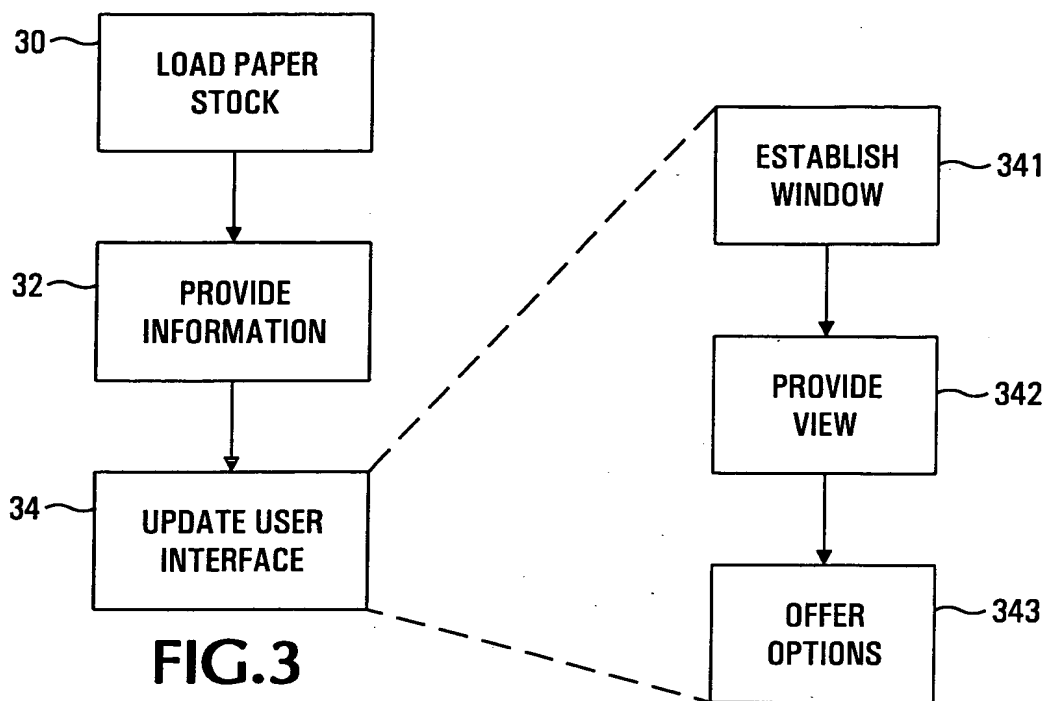 30
LOAD PAPER
STOCK
32
PROVIDE
INFORMATION
34
UPDATE USER
INTERFACE
FIG.3
ESTABLISH
WINDOW
341
PROVIDE
VIEW
342
OFFER
OPTIONS
343